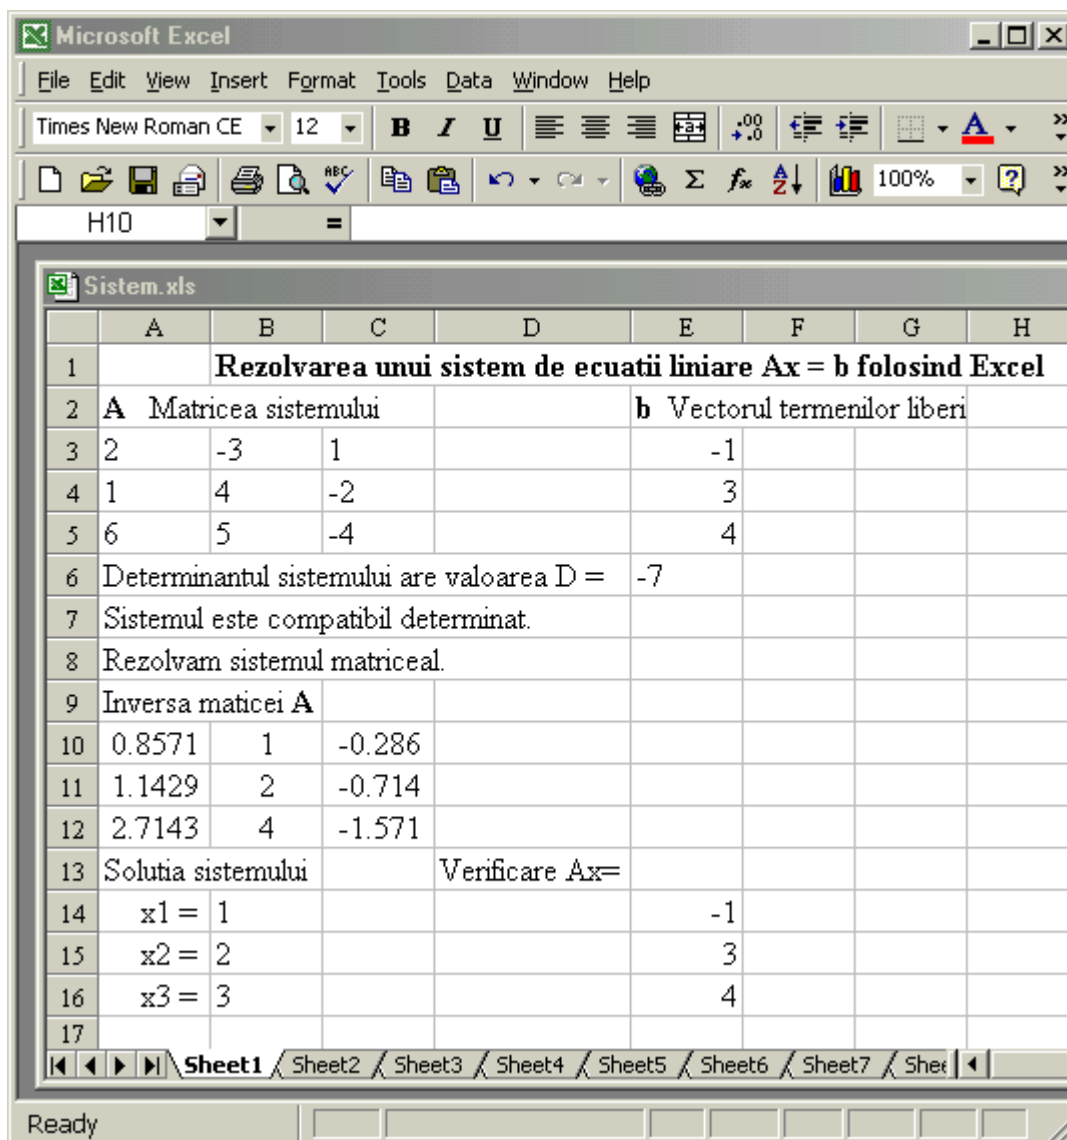 Microsoft Excel
File Edit View Insert Format Tools Data Window Help
Times New Roman CE 12 B I U a ,00 ,0 A »
ABC Σ fx A Z 100% ? »
H10 =
Sistem.xls
A B C D E F G H
1 Rezolvarea unui sistem de ecuatii liniare Ax = b folosind Excel
2 A Matricea sistemului b Vectorul termenilor liberi
3 2 -3 1 -1
4 1 4 -2 3
5 6 5 -4 4
6 Determinantul sistemului are valoarea D = -7
7 Sistemul este compatibil determinat.
8 Rezolvam sistemul matriceal.
9 Inversa maticei A
10 0.8571 1 -0.286
11 1.1429 2 -0.714
12 2.7143 4 -1.571
13 Solutia sistemului Verificare Ax=
14 x1 = 1 -1
15 x2 = 2 3
16 x3 = 3 4
17
Sheet1 Sheet2 Sheet3 Sheet4 Sheet5 Sheet6 Sheet7 Shee
Ready